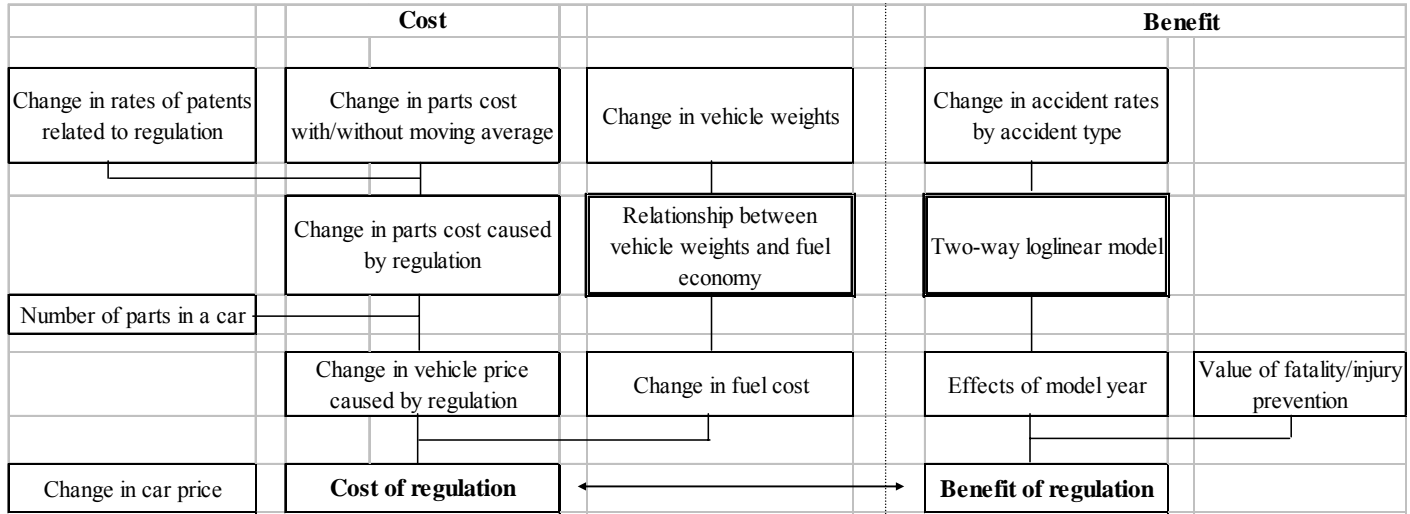 Cost
Benefit
Change in rates of patents
related to regulation
Change in parts cost
with/without moving average
Change in vehicle weights
Change in accident rates
by accident type
Change in parts cost caused
by regulation
Relationship between
vehicle weights and fuel
economy
Two-way loglinear model
Number of parts in a car
Change in vehicle price
caused by regulation
Change in fuel cost
Effects of model year
Value of fatality/injury
prevention
Change in car price
Cost of regulation
Benefit of regulation